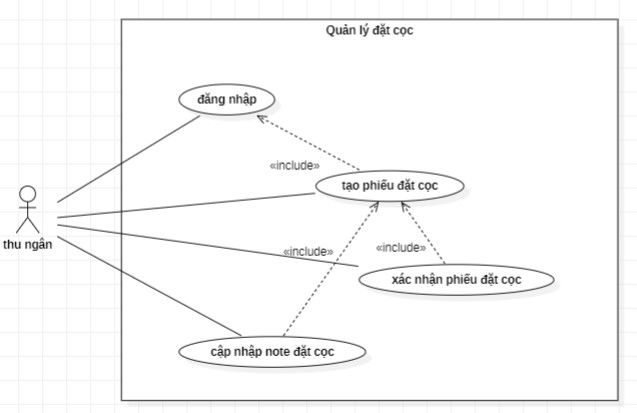 Quản lý đặt cọc
đăng nhập
«include»
tạo phiếu đặt cọc
thu ngân
«include»
«include»
xác nhận phiếu đặt cọc
cập nhập note đặt cọc